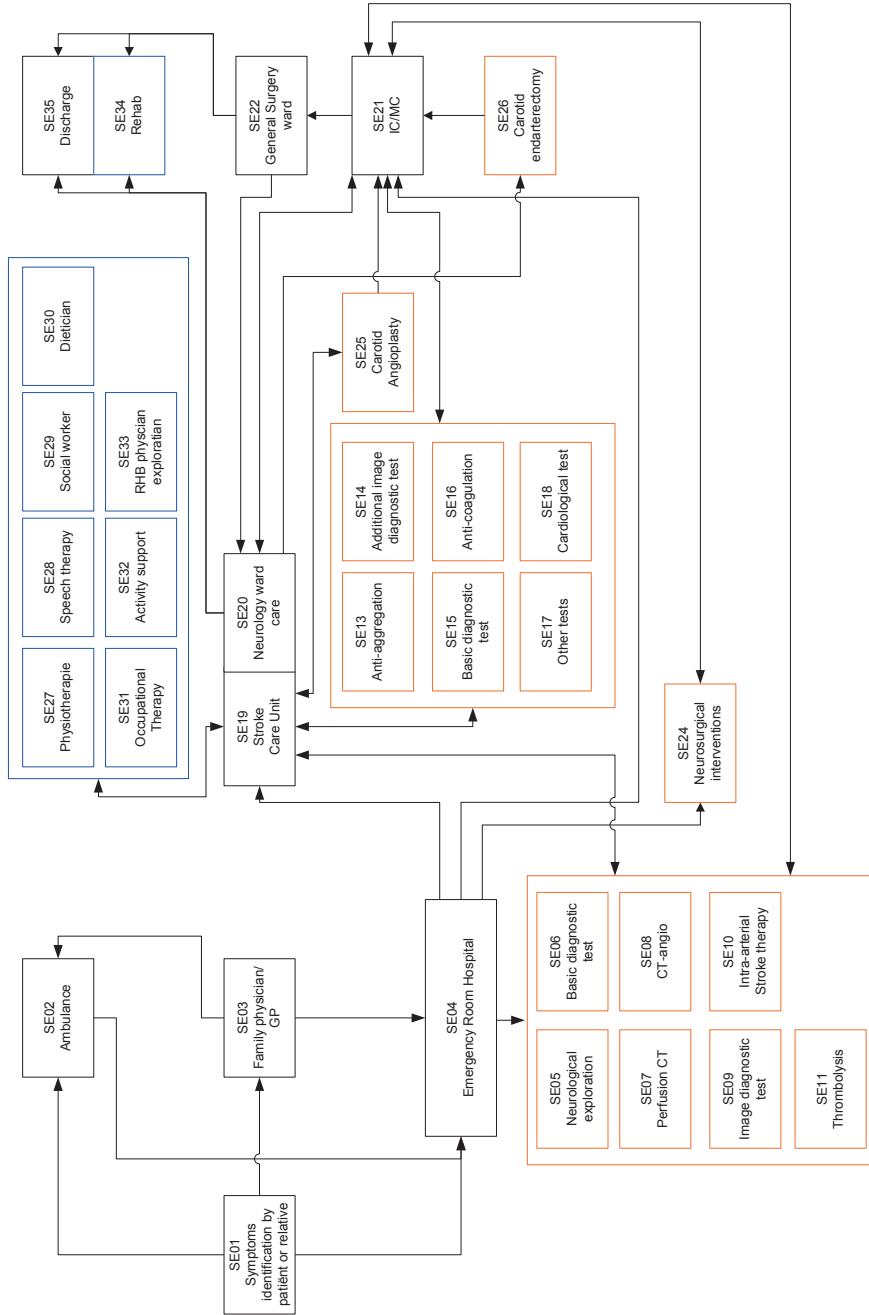 SE01
Symptoms
identification by
patiënt or relative
SE02
Ambulance
SE03
Family physician/
GP
SE04
Emergency Room Hospital
SE05
Neurological
exploration
SE06
Basic diagnostic
test
SE07
Perfusion CT
SE08
CT-angio
SE09
Image diagnostic
test
SE10
Intra-arterial
Stroke therapy
SE11
Thrombolysis
SE27
Physiotherapie
SE28
Speech therapy
SE29
Social worker
SE30
Dietician
SE31
Occupational
Therapy
SE32
Activity support
SE33
RHB physcian
exploratian
SE19
Stroke
Care Unit
SE20
Neurology ward
care
SE25
Carotid
Angioplasty
SE13
Anti-aggregation
SE14
Additional image
diagnostic test
SE15
Basic diagnostic
test
SE16
Anti-coagulation
SE17
Other tests
SE18
Cardiological test
SE24
Neurosurgical
interventions
SE35
Discharge
SE34
Rehab
SE22
General Surgery
ward
SE21
IC/MC
SE26
Carotid
endarterrectomy